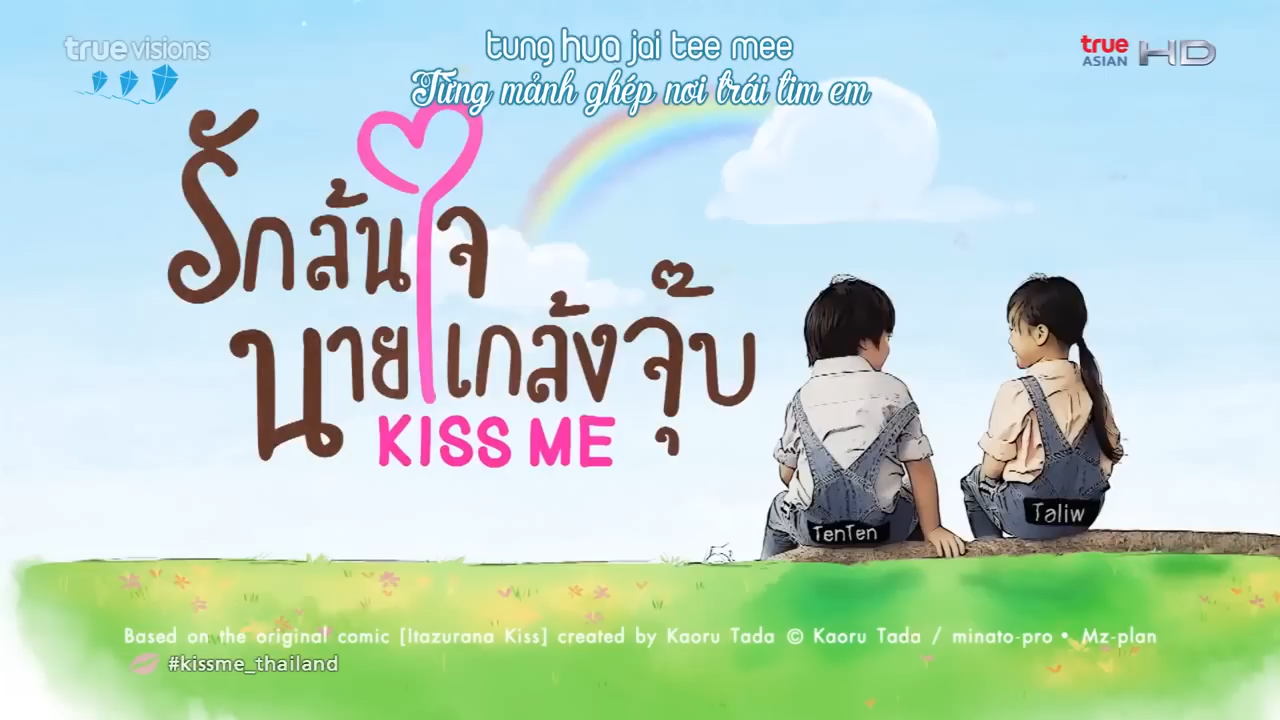 true visions
tung hua jai tee mee
Từng mảnh ghép nơi trái tim em
true
ASIAN HD
รักล้นใจ
นายแกล้งจุ๊บ
KISS ME
TenTen
Taliw
Based on the original comic [Itazurana Kiss] created by Kaoru Tada © Kaoru Tada / minato-pro • Mz-plan
#kissme_thailand